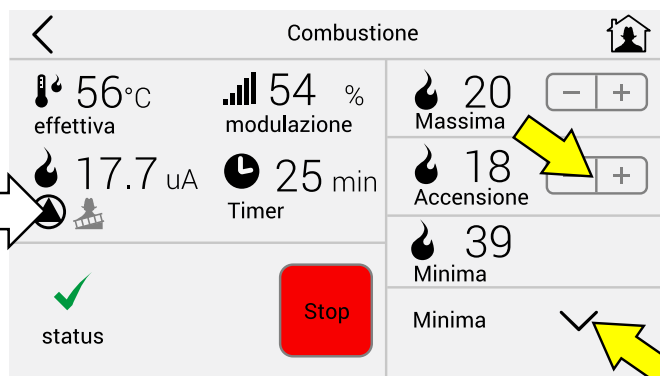 Combustione
56°C
effettiva
54 %
modulazione
20
Massima
- +
17.7 uA
25 min
Timer
18
Accensione
+
39
Minima
status
Stop
Minima